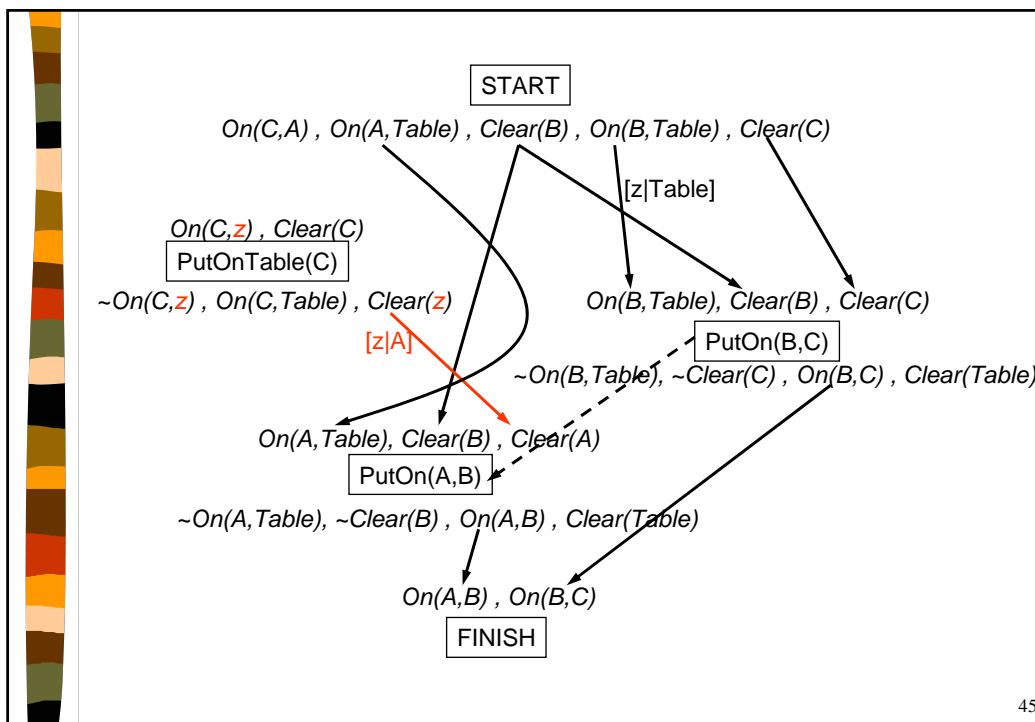 START
On(C,A) , On(A,Table) , Clear(B) , On(B,Table) , Clear(C)
[z|Table]
On(C,z) , Clear(C)
PutOnTable(C)
~On(C,z) , On(C,Table) , Clear(z)
On(B,Table), Clear(B) , Clear(C)
[z|A]
PutOn(B,C)
~On(B,Table), ~Clear(C) , On(B,C) , Clear(Table)
On(A,Table), Clear(B) , Clear(A)
PutOn(A,B)
~On(A,Table), ~Clear(B) , On(A,B) , Clear(Table)
On(A,B) , On(B,C)
FINISH
45